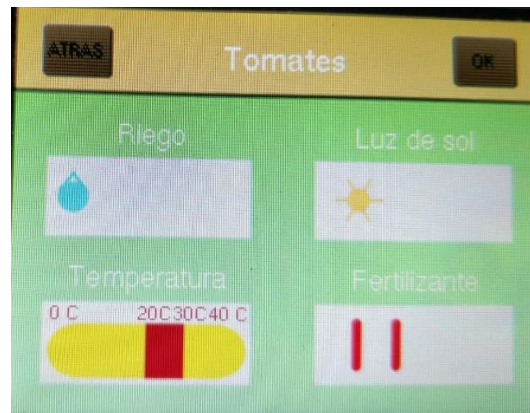 ATRAS
Tomates
OK
Riego
Luz de sol
Temperatura
Fertilizante
0 C 20C30C40 C